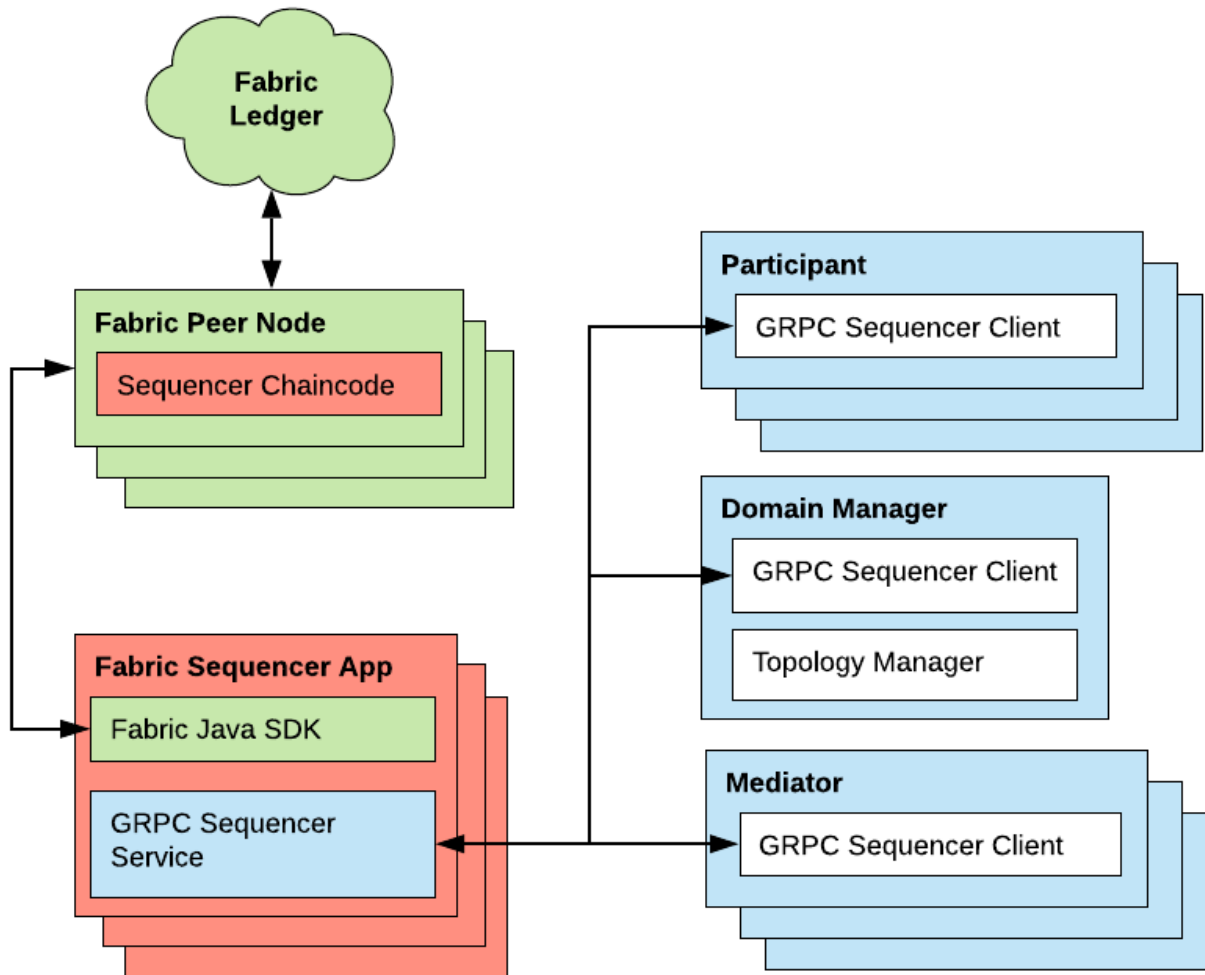 Fabric
Ledger
Fabric Peer Node
Sequencer Chaincode
Fabric Sequencer App
Fabric Java SDK
GRPC Sequencer
Service
Participant
GRPC Sequencer Client
Domain Manager
GRPC Sequencer Client
Topology Manager
Mediator
GRPC Sequencer Client